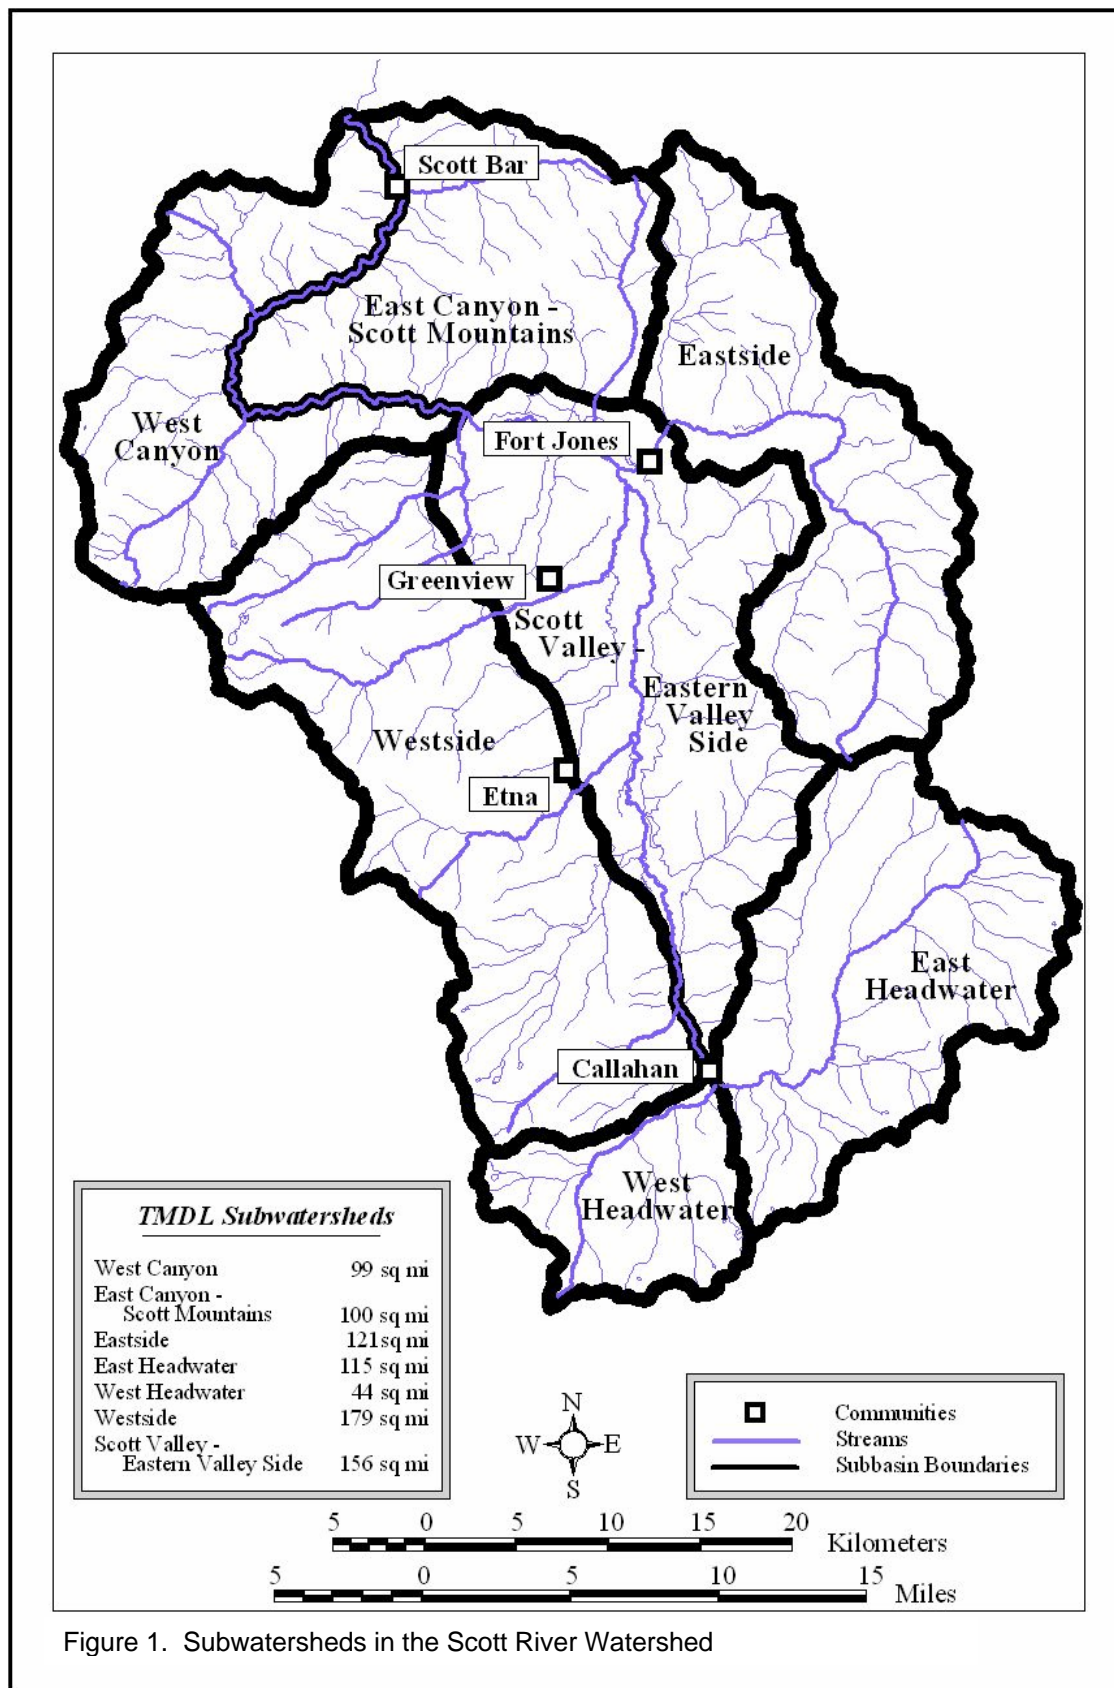 Scott Bar
East Canyon -
Scott Mountains
Eastside
West
Canyon
Fort Jones
Greenview
Scott
Valley -
Eastern
Valley
Side
Westside
Etna
East
Headwater
Callahan
West
Headwater
TMDL Subwatersheds
West Canyon 99 sq mi
East Canyon -
Scott Mountains 100 sq mi
Eastside 121 sq mi
East Headwater 115 sq mi
West Headwater 44 sq mi
Westside 179 sq mi
Scott Valley -
Eastern Valley Side 156 sq mi
N
W E
S
Communities
Streams
Subbasin Boundaries
5 0 5 10 15 20
Kilometers
5 0 5 10 15
Miles
Figure 1. Subwatersheds in the Scott River Watershed